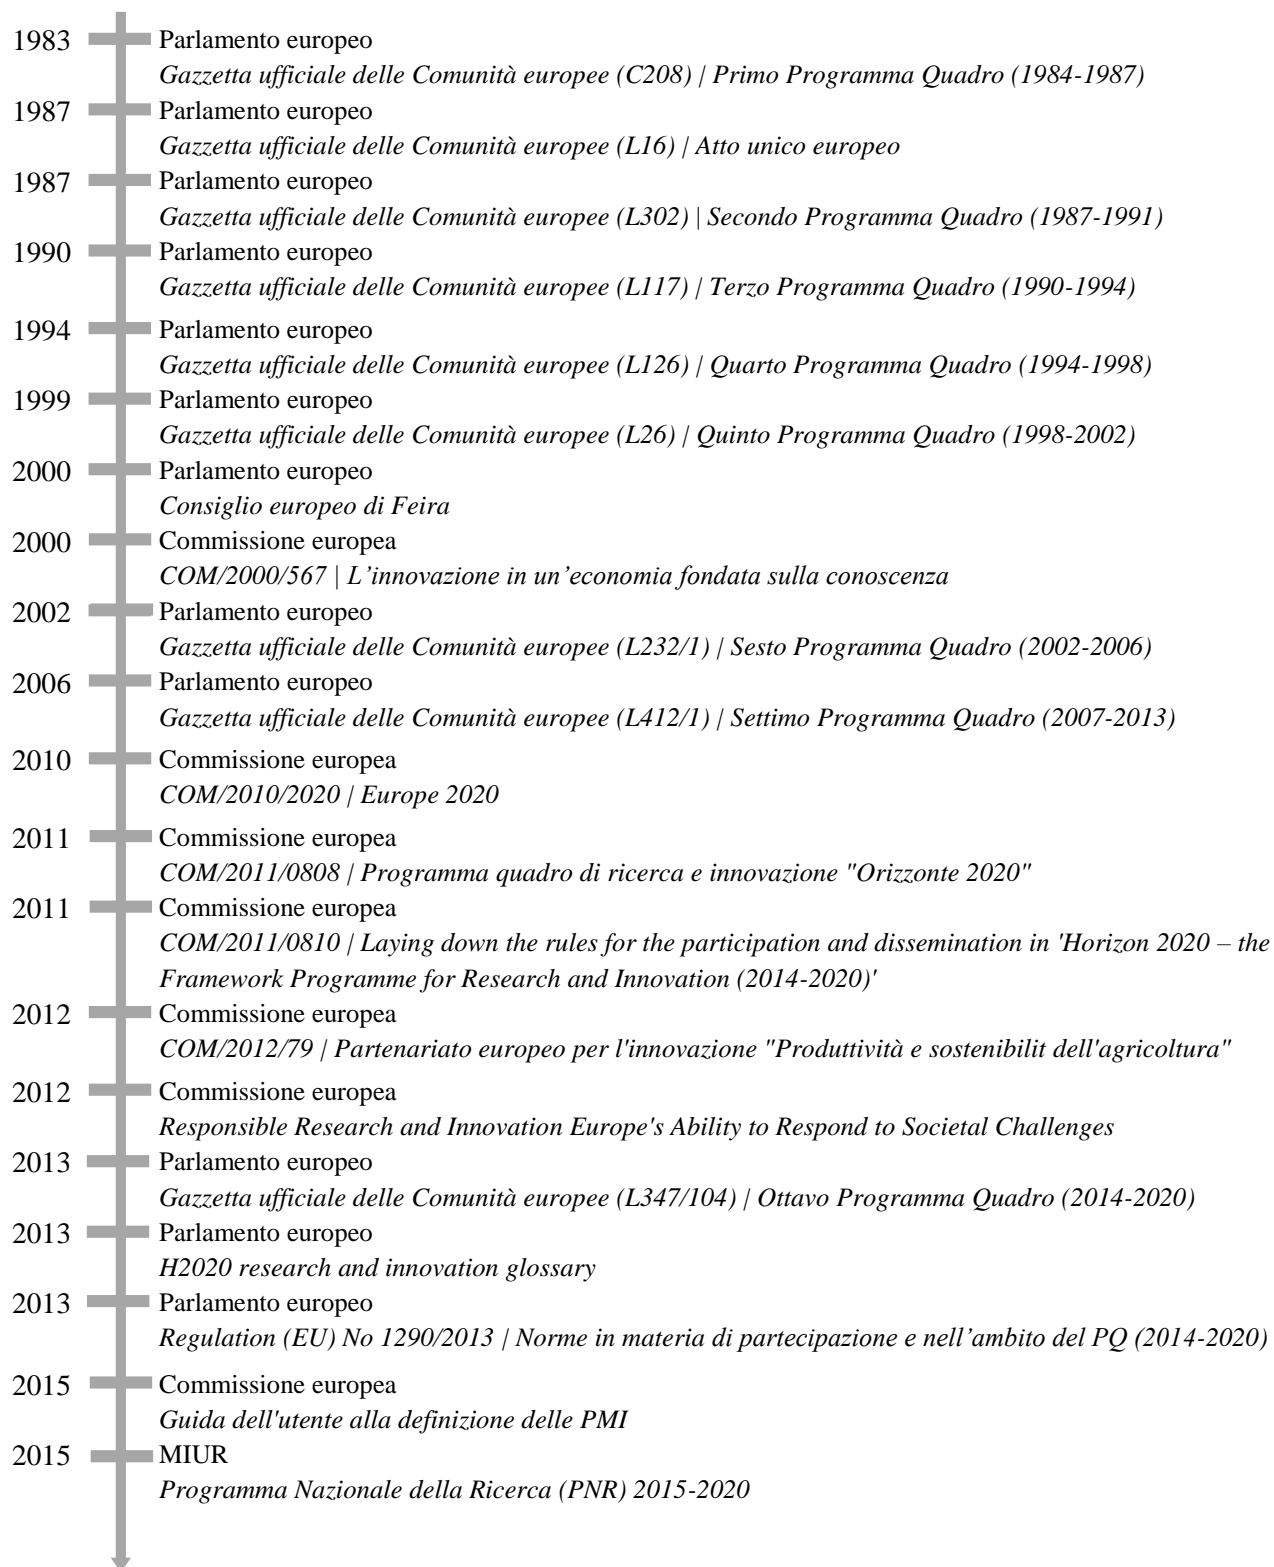 1983 Parlamento europeo
Gazzetta ufficiale delle Comunità europee (C208) | Primo Programma Quadro (1984-1987)
1987 Parlamento europeo
Gazzetta ufficiale delle Comunità europee (L16) | Atto unico europeo
1987 Parlamento europeo
Gazzetta ufficiale delle Comunità europee (L302) | Secondo Programma Quadro (1987-1991)
1990 Parlamento europeo
Gazzetta ufficiale delle Comunità europee (L117) | Terzo Programma Quadro (1990-1994)
1994 Parlamento europeo
Gazzetta ufficiale delle Comunità europee (L126) | Quarto Programma Quadro (1994-1998)
1999 Parlamento europeo
Gazzetta ufficiale delle Comunità europee (L26) | Quinto Programma Quadro (1998-2002)
2000 Parlamento europeo
Consiglio europeo di Feira
2000 Commissione europea
COM/2000/567 | L’innovazione in un’economia fondata sulla conoscenza
2002 Parlamento europeo
Gazzetta ufficiale delle Comunità europee (L232/1) | Sesto Programma Quadro (2002-2006)
2006 Parlamento europeo
Gazzetta ufficiale delle Comunità europee (L412/1) | Settimo Programma Quadro (2007-2013)
2010 Commissione europea
COM/2010/2020 | Europe 2020
2011 Commissione europea
COM/2011/0808 | Programma quadro di ricerca e innovazione "Orizzonte 2020"
2011 Commissione europea
COM/2011/0810 | Laying down the rules for the participation and dissemination in 'Horizon 2020 – the
Framework Programme for Research and Innovation (2014-2020)'
2012 Commissione europea
COM/2012/79 | Partenariato europeo per l'innovazione "Produttività e sostenibilit dell'agricoltura"
2012 Commissione europea
Responsible Research and Innovation Europe's Ability to Respond to Societal Challenges
2013 Parlamento europeo
Gazzetta ufficiale delle Comunità europee (L347/104) | Ottavo Programma Quadro (2014-2020)
2013 Parlamento europeo
H2020 research and innovation glossary
2013 Parlamento europeo
Regulation (EU) No 1290/2013 | Norme in materia di partecipazione e nell’ambito del PQ (2014-2020)
2015 Commissione europea
Guida dell'utente alla definizione delle PMI
2015 MIUR
Programma Nazionale della Ricerca (PNR) 2015-2020